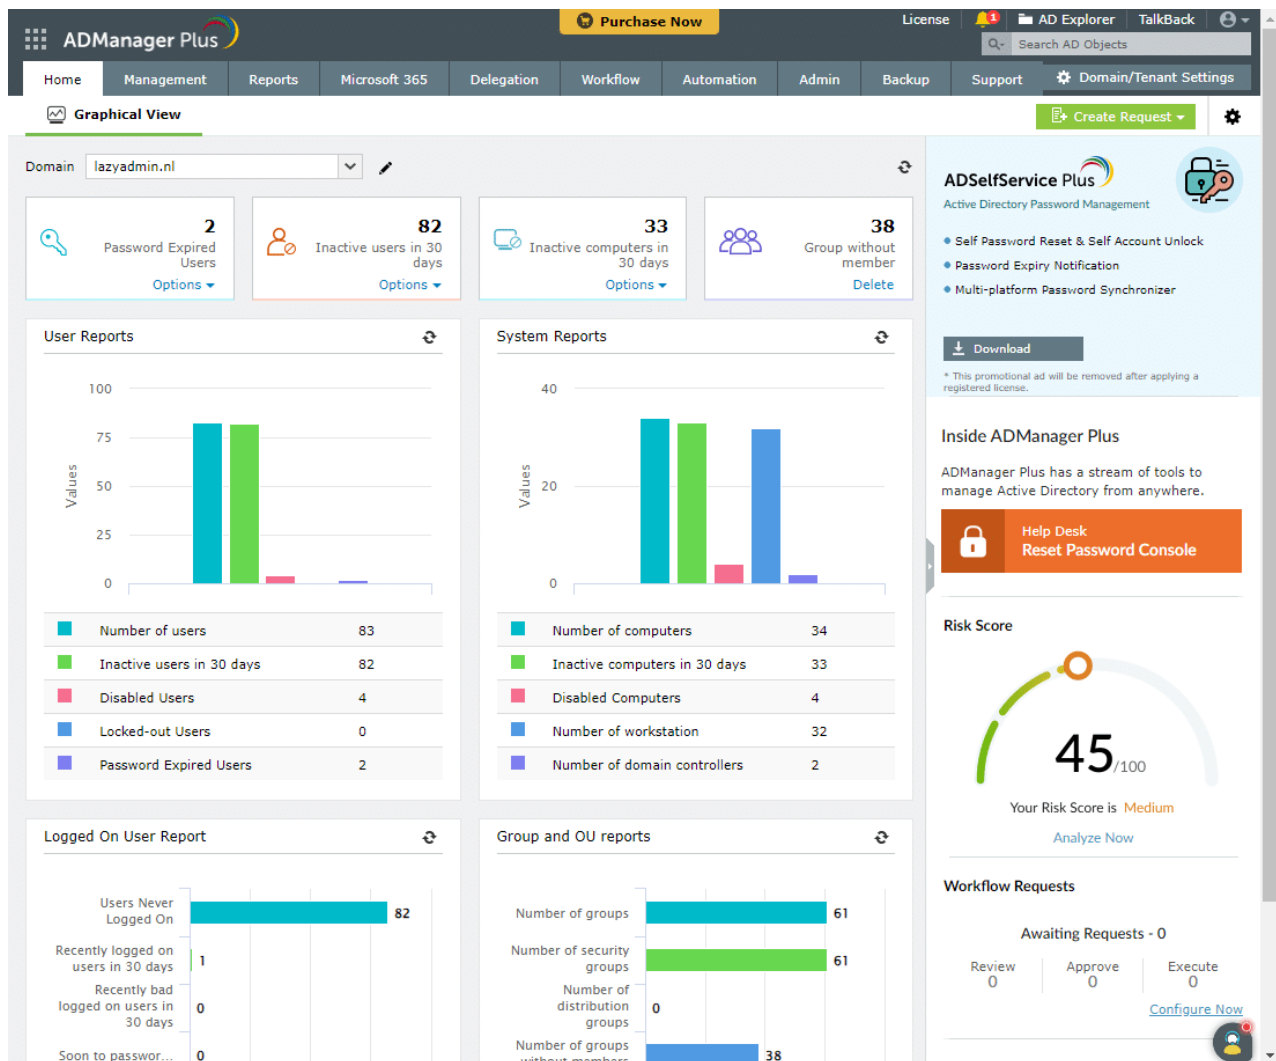 Purchase Now
License
1
AD Explorer
TalkBack
ADManager Plus
Search AD Objects
Home
Management
Reports
Microsoft 365
Delegation
Workflow
Automation
Admin
Backup
Support
Domain/Tenant Settings
Graphical View
Create Request
Domain
lazyadmin.nl
2
Password Expired
Users
Options
82
Inactive users in 30
days
Options
33
Inactive computers in
30 days
Options
38
Group without
member
Delete
User Reports
100
75
50
25
0
Values
Number of users 83
Inactive users in 30 days 82
Disabled Users 4
Locked-out Users 0
Password Expired Users 2
System Reports
40
20
0
Values
Number of computers 34
Inactive computers in 30 days 33
Disabled Computers 4
Number of workstation 32
Number of domain controllers 2
Logged On User Report
Users Never
Logged On
82
Recently logged on
users in 30 days
1
Recently bad
logged on users in
30 days
0
Soon to passwor...
0
Group and OU reports
Number of groups
61
Number of security
groups
61
Number of
distribution
groups
0
Number of groups
without members
38
ADSelfService Plus
Active Directory Password Management
Self Password Reset & Self Account Unlock
Password Expiry Notification
Multi-platform Password Synchronizer
Download
* This promotional ad will be removed after applying a
registered license.
Inside ADManager Plus
ADManager Plus has a stream of tools to
manage Active Directory from anywhere.
Help Desk
Reset Password Console
Risk Score
45/100
Your Risk Score is Medium
Analyze Now
Workflow Requests
Awaiting Requests - 0
Review
0
Approve
0
Execute
0
Configure Now